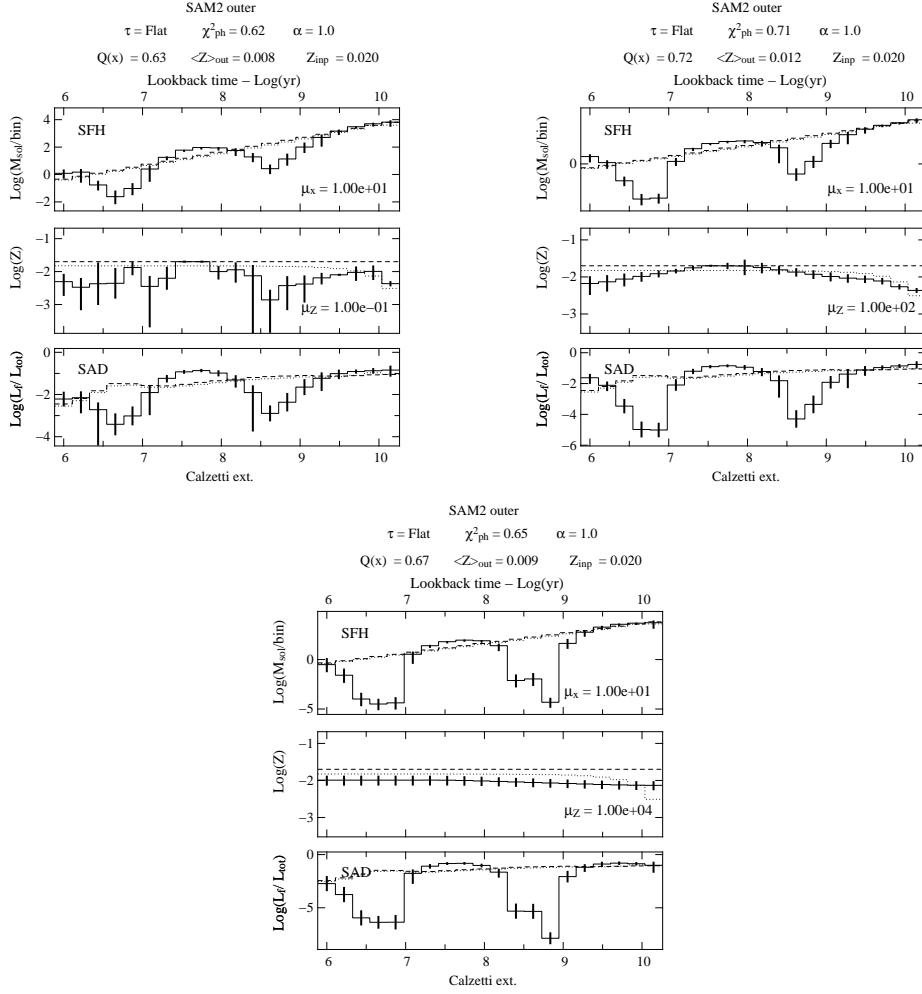 SAM2 outer
τ = Flat χ²ph = 0.62 α = 1.0
Q(x) = 0.63 <Z>out = 0.008 Zinp = 0.020
Lookback time − Log(yr)
6 7 8 9 10
SFH
Log(Msol/bin)
4
2
0
−2
μx = 1.00e+01
Log(Z)
−1
−2
−3
μZ = 1.00e−01
SAD
Log(Lf/ Ltot)
0
−2
−4
6 7 8 9 10
Calzetti ext.
SAM2 outer
τ = Flat χ²ph = 0.71 α = 1.0
Q(x) = 0.72 <Z>out = 0.012 Zinp = 0.020
Lookback time − Log(yr)
6 7 8 9 10
SFH
Log(Msol/bin)
0
μx = 1.00e+01
Log(Z)
−1
−2
−3
μZ = 1.00e+02
SAD
Log(Lf/ Ltot)
0
−2
−4
−6
6 7 8 9 10
Calzetti ext.
SAM2 outer
τ = Flat χ²ph = 0.65 α = 1.0
Q(x) = 0.67 <Z>out = 0.009 Zinp = 0.020
Lookback time − Log(yr)
6 7 8 9 10
SFH
Log(Msol/bin)
0
−5
μx = 1.00e+01
Log(Z)
−1
−2
−3
μZ = 1.00e+04
SAD
Log(Lf/ Ltot)
0
−5
6 7 8 9 10
Calzetti ext.